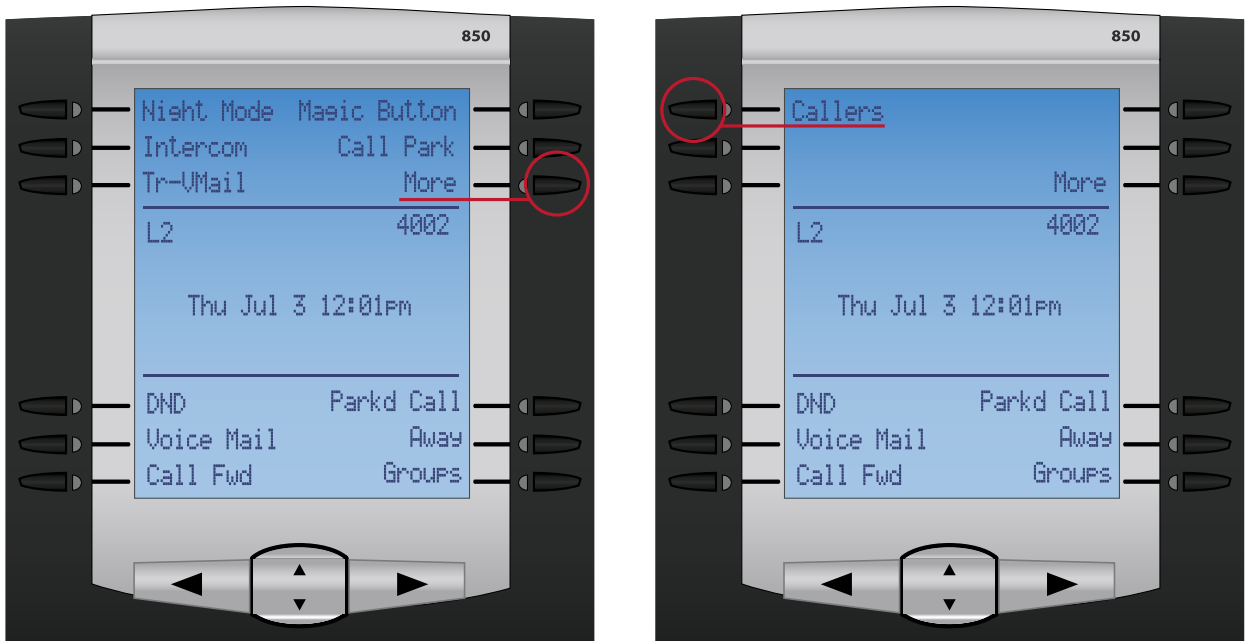 850
Night Mode Magic Button
Intercom Call Park
Tr-VMail More
L2 4002
Thu Jul 3 12:01pm
DND Parkd Call
Voice Mail Away
Call Fwd Groups
850
Callers
More
L2 4002
Thu Jul 3 12:01pm
DND Parkd Call
Voice Mail Away
Call Fwd Groups